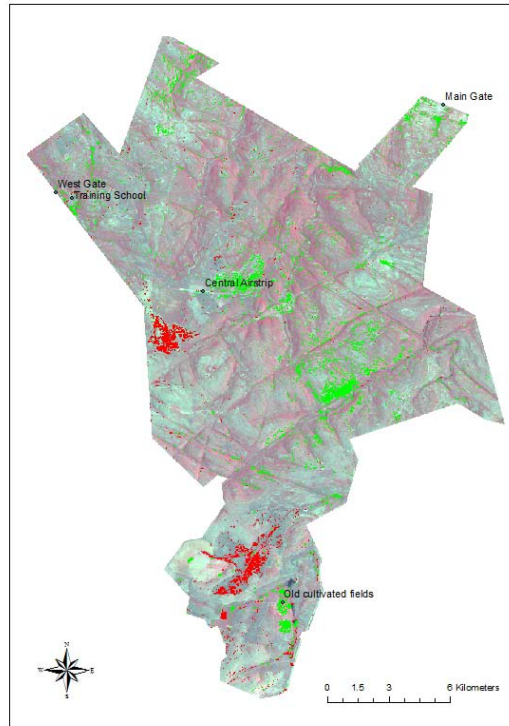 Main Gate
West Gate
Training School
Central Airstrip
Old cultivated fields
N
W E
S
0 1.5 3 6 Kilometers